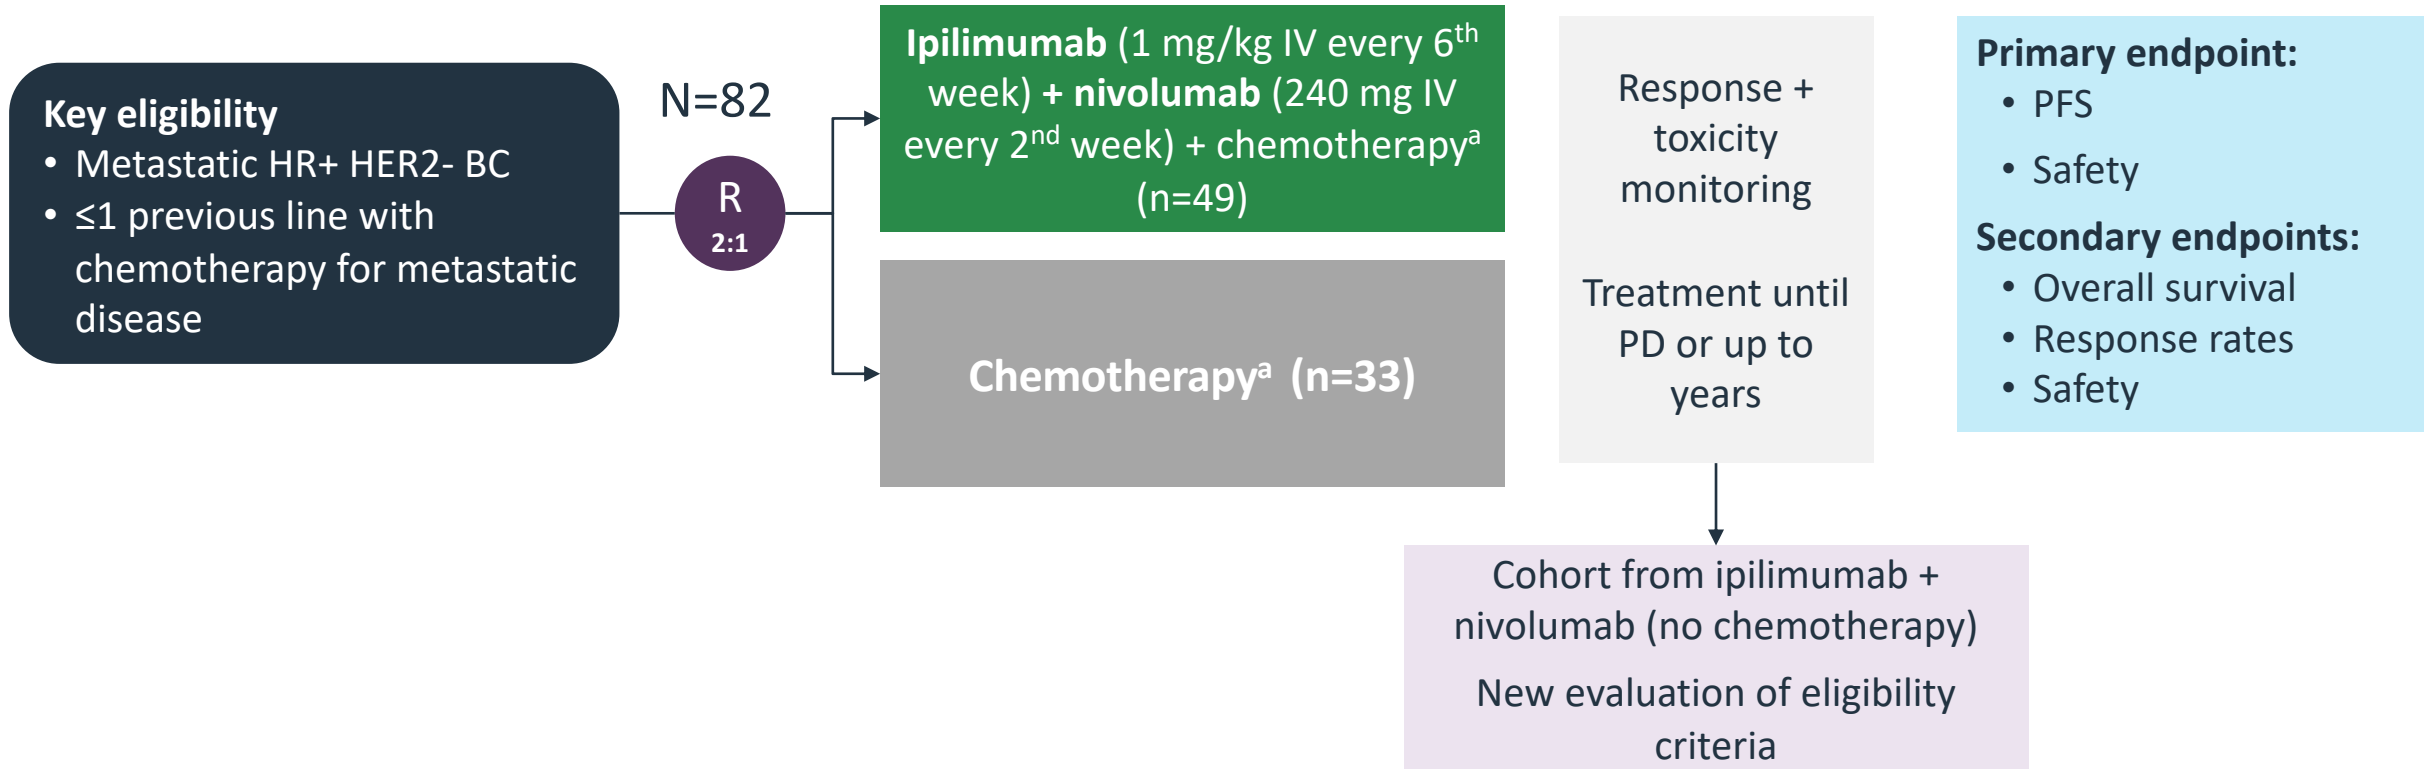 Key eligibility
• Metastatic HR+ HER2- BC
• ≤1 previous line with
chemotherapy for metastatic
disease
N=82
R
2:1
Ipilimumab (1 mg/kg IV every 6th
week) + nivolumab (240 mg IV
every 2nd week) + chemotherapya
(n=49)
Chemotherapya (n=33)
Response +
toxicity
monitoring
Treatment until
PD or up to
years
Primary endpoint:
• PFS
• Safety
Secondary endpoints:
• Overall survival
• Response rates
• Safety
Cohort from ipilimumab +
nivolumab (no chemotherapy)
New evaluation of eligibility
criteria